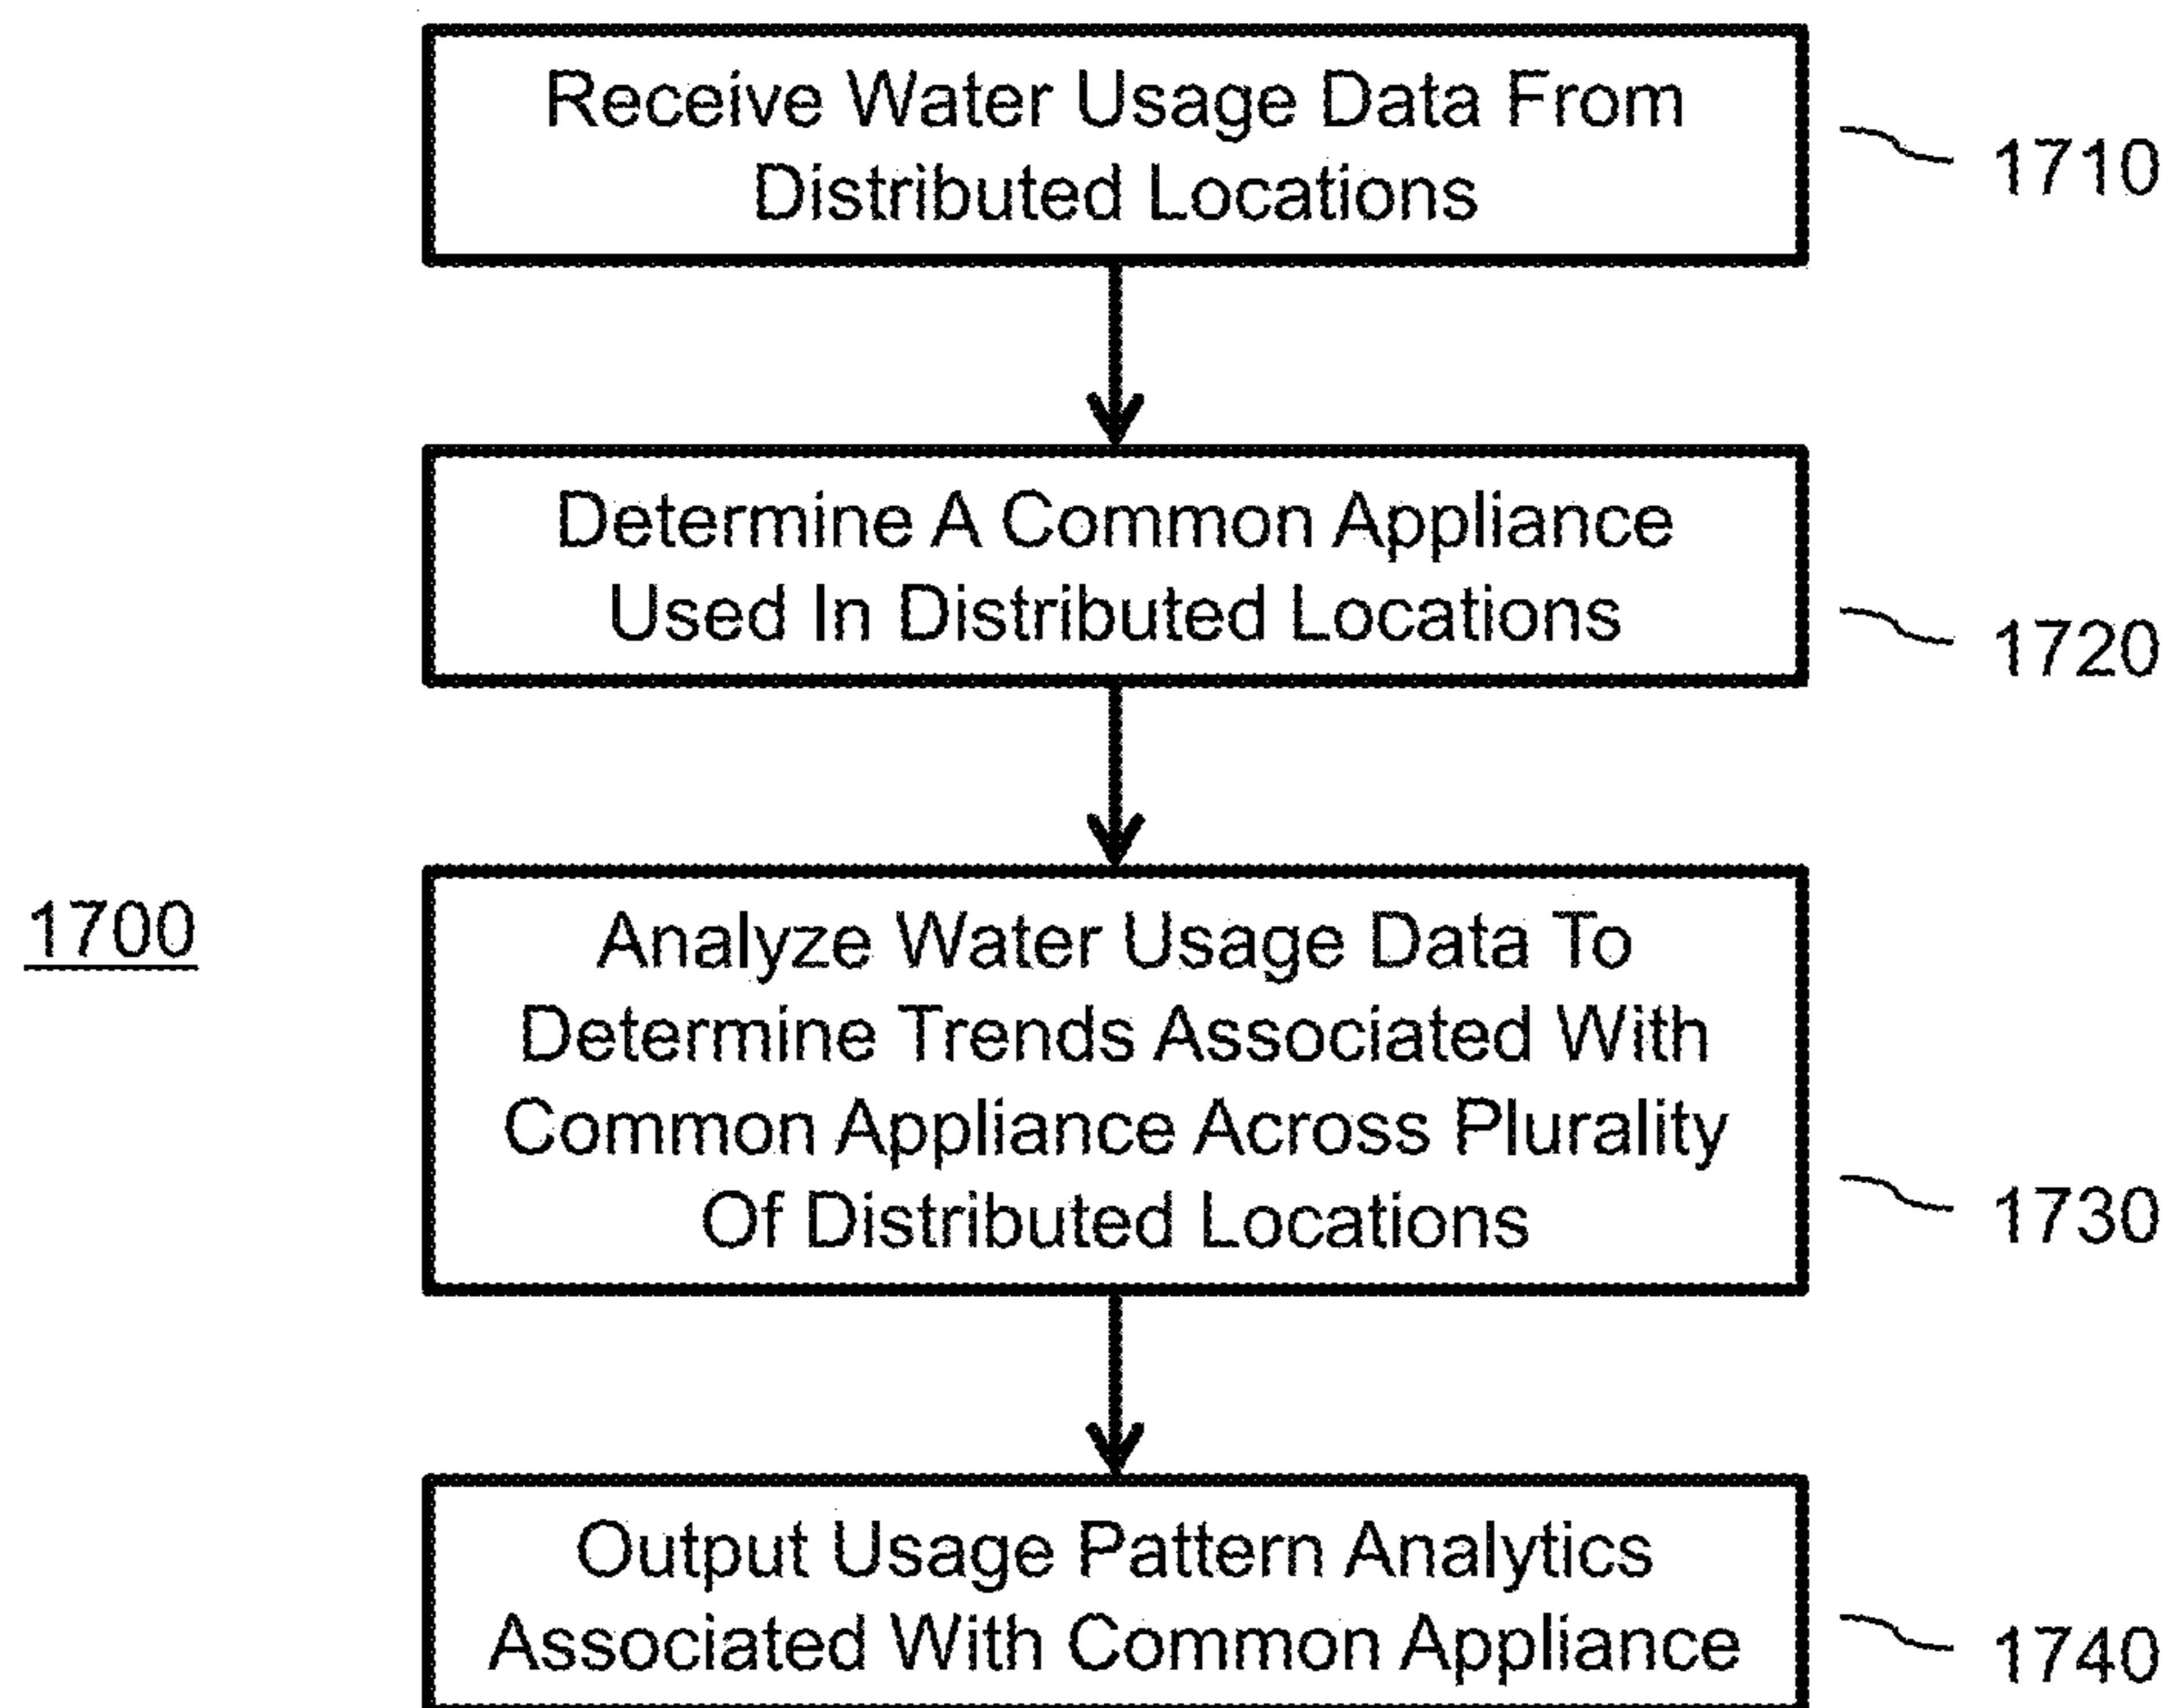 Receive Water Usage Data From
Distributed Locations
1710
Determine A Common Appliance
Used In Distributed Locations
1720
1700
Analyze Water Usage Data To
Determine Trends Associated With
Common Appliance Across Plurality
Of Distributed Locations
1730
Output Usage Pattern Analytics
Associated With Common Appliance
1740